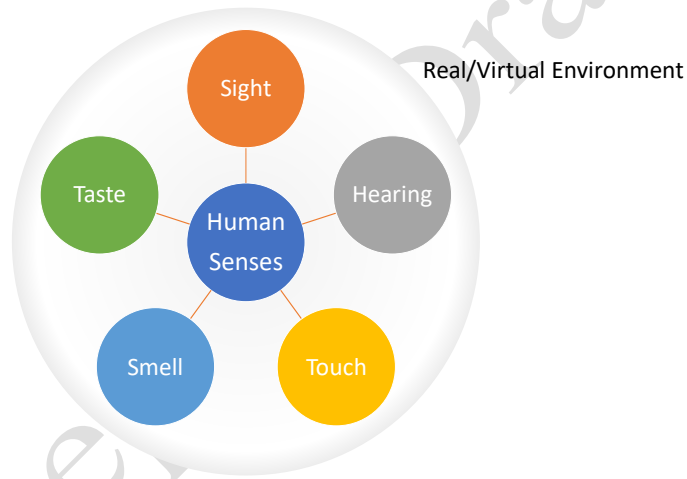 Real/Virtual Environment
Sight
Hearing
Touch
Smell
Taste
Human
Senses